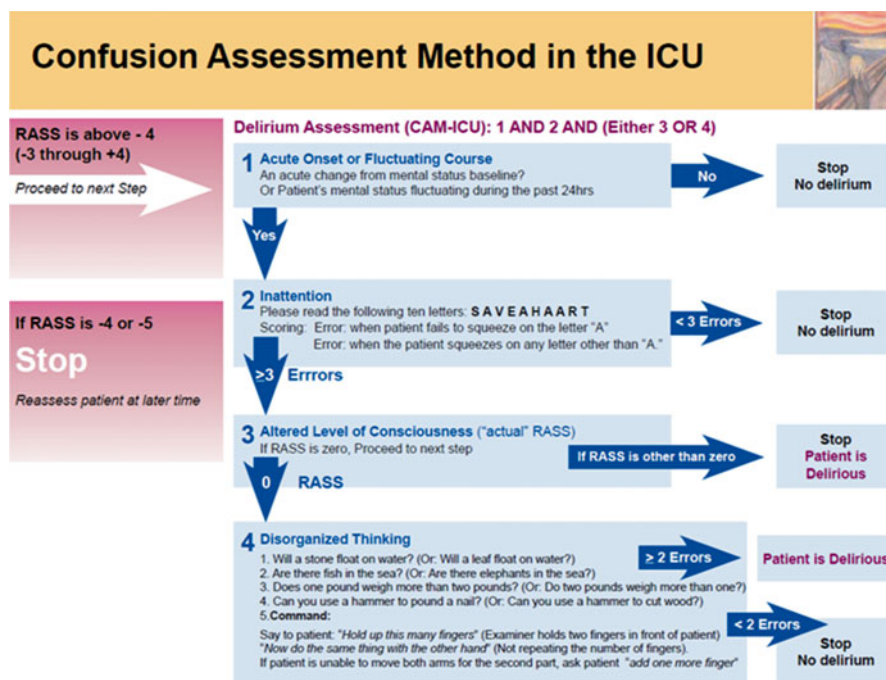 Confusion Assessment Method in the ICU
RASS is above - 4
(-3 through +4)
Proceed to next Step
If RASS is -4 or -5
Stop
Reassess patient at later time
Delirium Assessment (CAM-ICU): 1 AND 2 AND (Either 3 OR 4)
1 Acute Onset or Fluctuating Course
An acute change from mental status baseline?
Or Patient's mental status fluctuating during the past 24hrs
No
Stop
No delirium
Yes
2 Inattention
Please read the following ten letters: S A V E A H A A R T
Scoring: Error: when patient fails to squeeze on the letter "A"
Error: when the patient squeezes on any letter other than "A."
< 3 Errors
Stop
No delirium
≥3 Errrors
3 Altered Level of Consciousness ("actual" RASS)
If RASS is zero, Proceed to next step
If RASS is other than zero
Stop
Patient is
Delirious
0 RASS
4 Disorganized Thinking
1. Will a stone float on water? (Or: Will a leaf float on water?)
2. Are there fish in the sea? (Or: Are there elephants in the sea?)
3. Does one pound weigh more than two pounds? (Or: Do two pounds weigh more than one?)
4. Can you use a hammer to pound a nail? (Or: Can you use a hammer to cut wood?)
5.Command:
Say to patient: "Hold up this many fingers" (Examiner holds two fingers in front of patient)
"Now do the same thing with the other hand" (Not repeating the number of fingers).
If patient is unable to move both arms for the second part, ask patient "add one more finger"
≥ 2 Errors
Patient is Delirious
< 2 Errors
Stop
No delirium